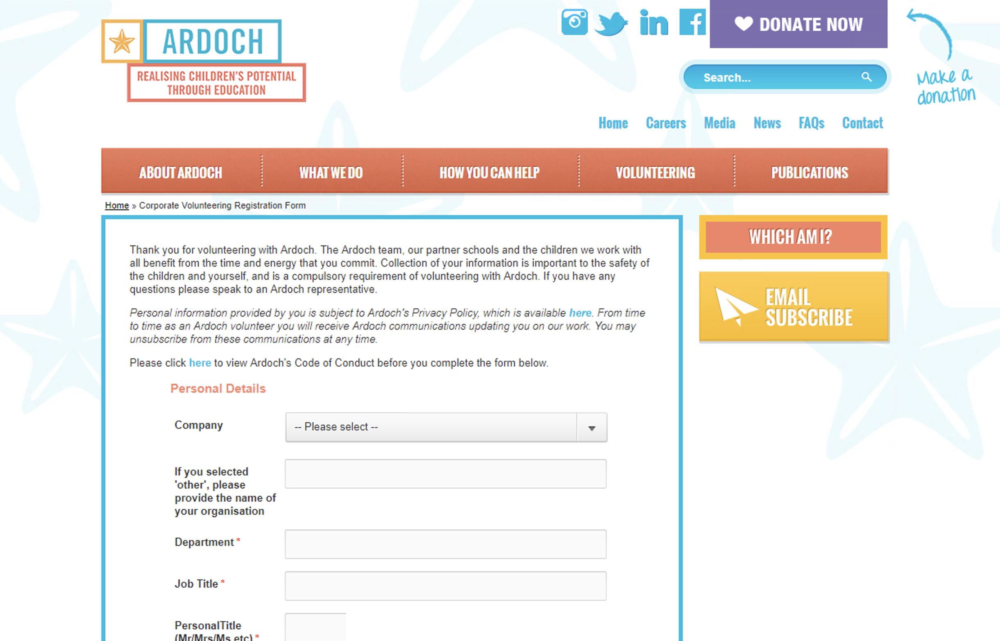 ARDOCH
REALISING CHILDREN'S POTENTIAL
THROUGH EDUCATION
DONATE NOW
Search...
Make a
donation
Home Careers Media News FAQs Contact
ABOUT ARDOCH WHAT WE DO HOW YOU CAN HELP VOLUNTEERING PUBLICATIONS
Home » Corporate Volunteering Registration Form
Thank you for volunteering with Ardoch. The Ardoch team, our partner schools and the children we work with
all benefit from the time and energy that you commit. Collection of your information is important to the safety of
the children and yourself, and is a compulsory requirement of volunteering with Ardoch. If you have any
questions please speak to an Ardoch representative.
Personal information provided by you is subject to Ardoch's Privacy Policy, which is available here. From time
to time as an Ardoch volunteer you will receive Ardoch communications updating you on our work. You may
unsubscribe from these communications at any time.
Please click here to view Ardoch's Code of Conduct before you complete the form below.
Personal Details
Company
-- Please select --
If you selected
'other', please
provide the name of
your organisation
Department *
Job Title *
PersonalTitle
(Mr/Mrs/Ms etc) *
WHICH AM I?
EMAIL
SUBSCRIBE